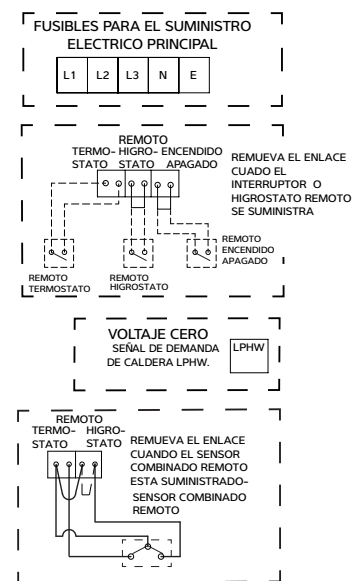 FUSIBLES PARA EL SUMINISTRO
ELECTRICO PRINCIPAL
L1 L2 L3 N E
REMOTO
TERMO- HIGRO- ENCENDIDO
STATO STATO APAGADO
REMUEVA EL ENLACE
CUADO EL
INTERRUPTOR O
HIGROSTATO REMOTO
SE SUMINISTRA
REMOTO
ENCENDIDO
APAGADO
REMOTO
TERMOSTATO
REMOTO
HIGROSTATO
VOLTAJE CERO
SEÑAL DE DEMANDA
DE CALDERA LPHW.
LPHW
REMOTO
TERMO- HIGRO-
STATO STATO
REMUEVA EL ENLACE
CUANDO EL SENSOR
COMBINADO REMOTO
ESTA SUMINISTRADO-
SENSOR COMBINADO
REMOTO